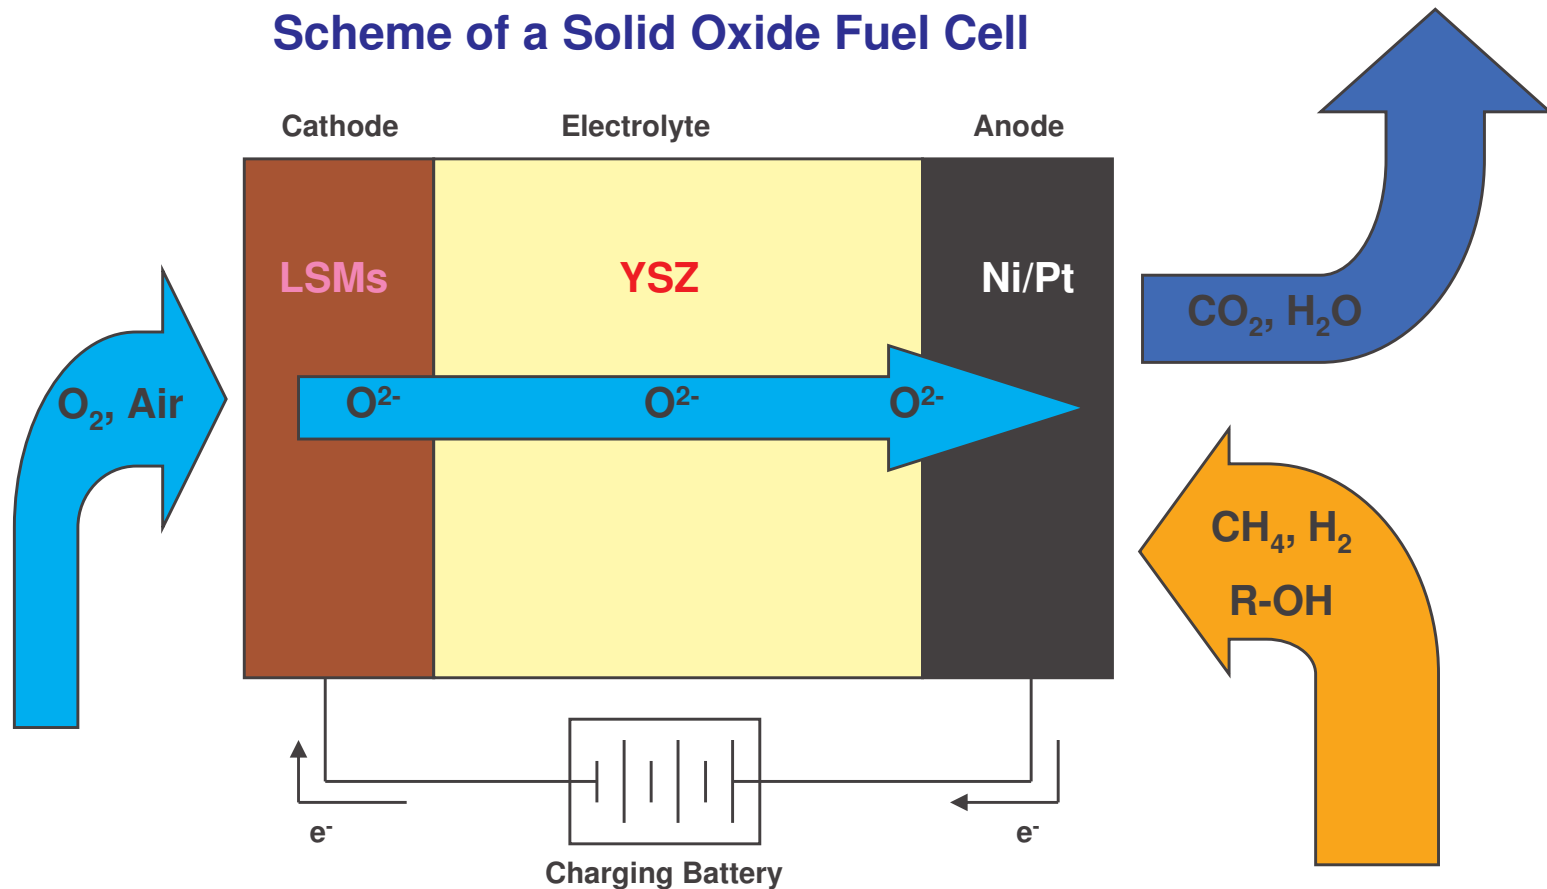 Scheme of a Solid Oxide Fuel Cell
Cathode
Electrolyte
Anode
LSMs
YSZ
Ni/Pt
CO₂, H₂O
O₂, Air
O²⁻
O²⁻
O²⁻
CH₄, H₂
R-OH
e⁻
e⁻
Charging Battery